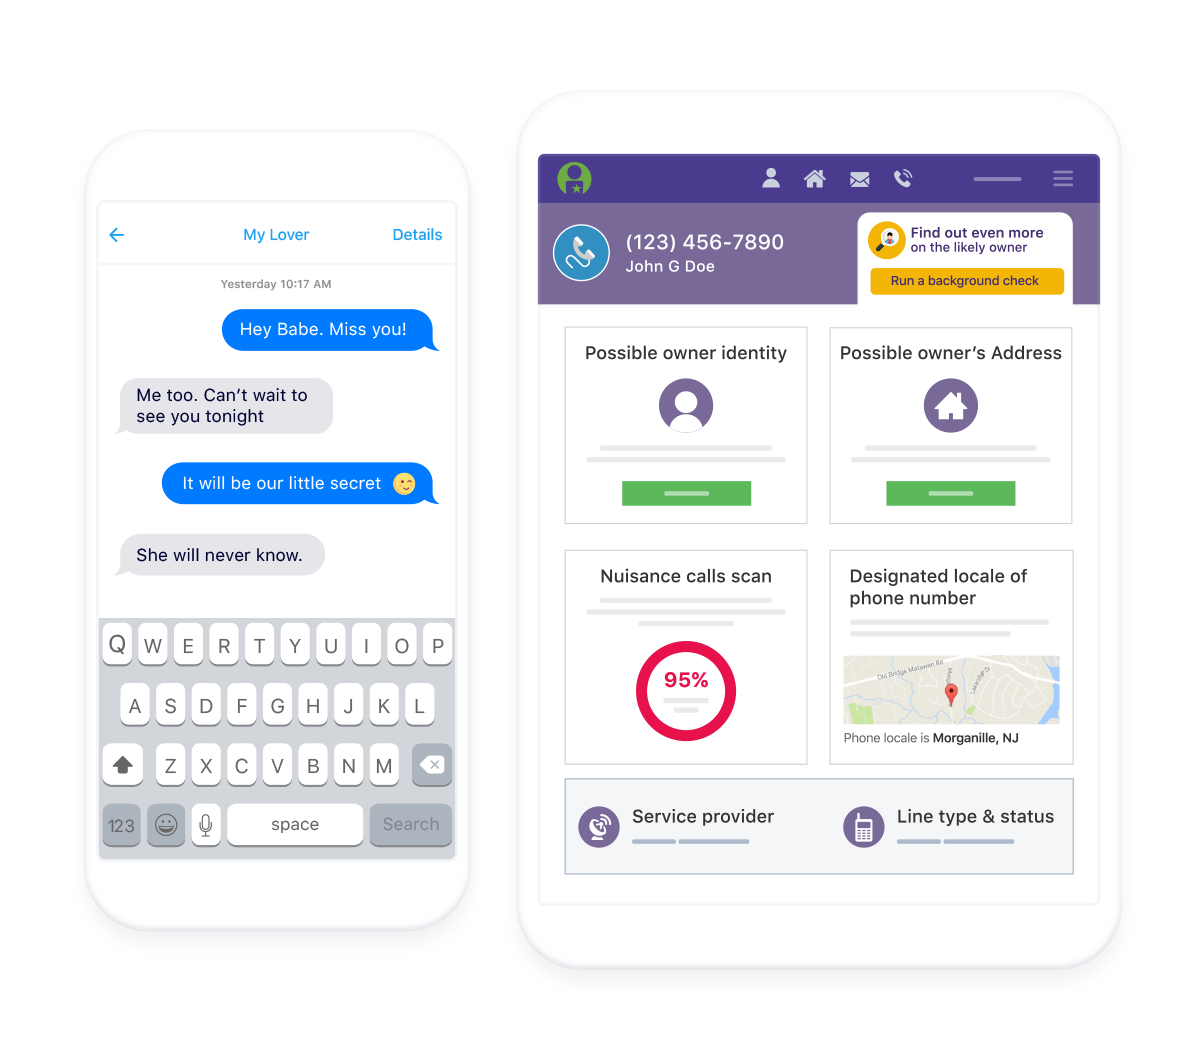 My Lover
Details
Yesterday 10:17 AM
Hey Babe. Miss you!
Me too. Can't wait to
see you tonight
It will be our little secret 😉
She will never know.
Q W E R T Y U I O P
A S D F G H J K L
Z X C V B N M
123
space
Search
(123) 456-7890
John G Doe
Find out even more
on the likely owner
Run a background check
Possible owner identity
Possible owner's Address
Nuisance calls scan
95%
Designated locale of
phone number
Old Bridge Matawan Rd
Phone locale is Morganille, NJ
Service provider
Line type & status